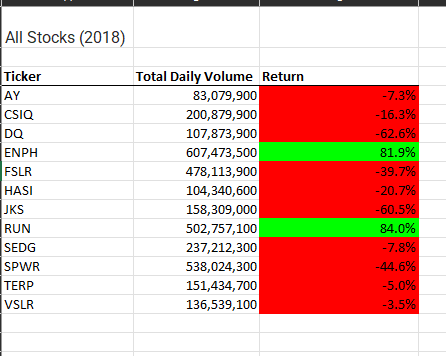 All Stocks (2018)
Ticker Total Daily Volume Return
AY 83,079,900 -7.3%
CSIQ 200,879,900 -16.3%
DQ 107,873,900 -62.6%
ENPH 607,473,500 81.9%
FSLR 478,113,900 -39.7%
HASI 104,340,600 -20.7%
JKS 158,309,000 -60.5%
RUN 502,757,100 84.0%
SEDG 237,212,300 -7.8%
SPWR 538,024,300 -44.6%
TERP 151,434,700 -5.0%
VSLR 136,539,100 -3.5%